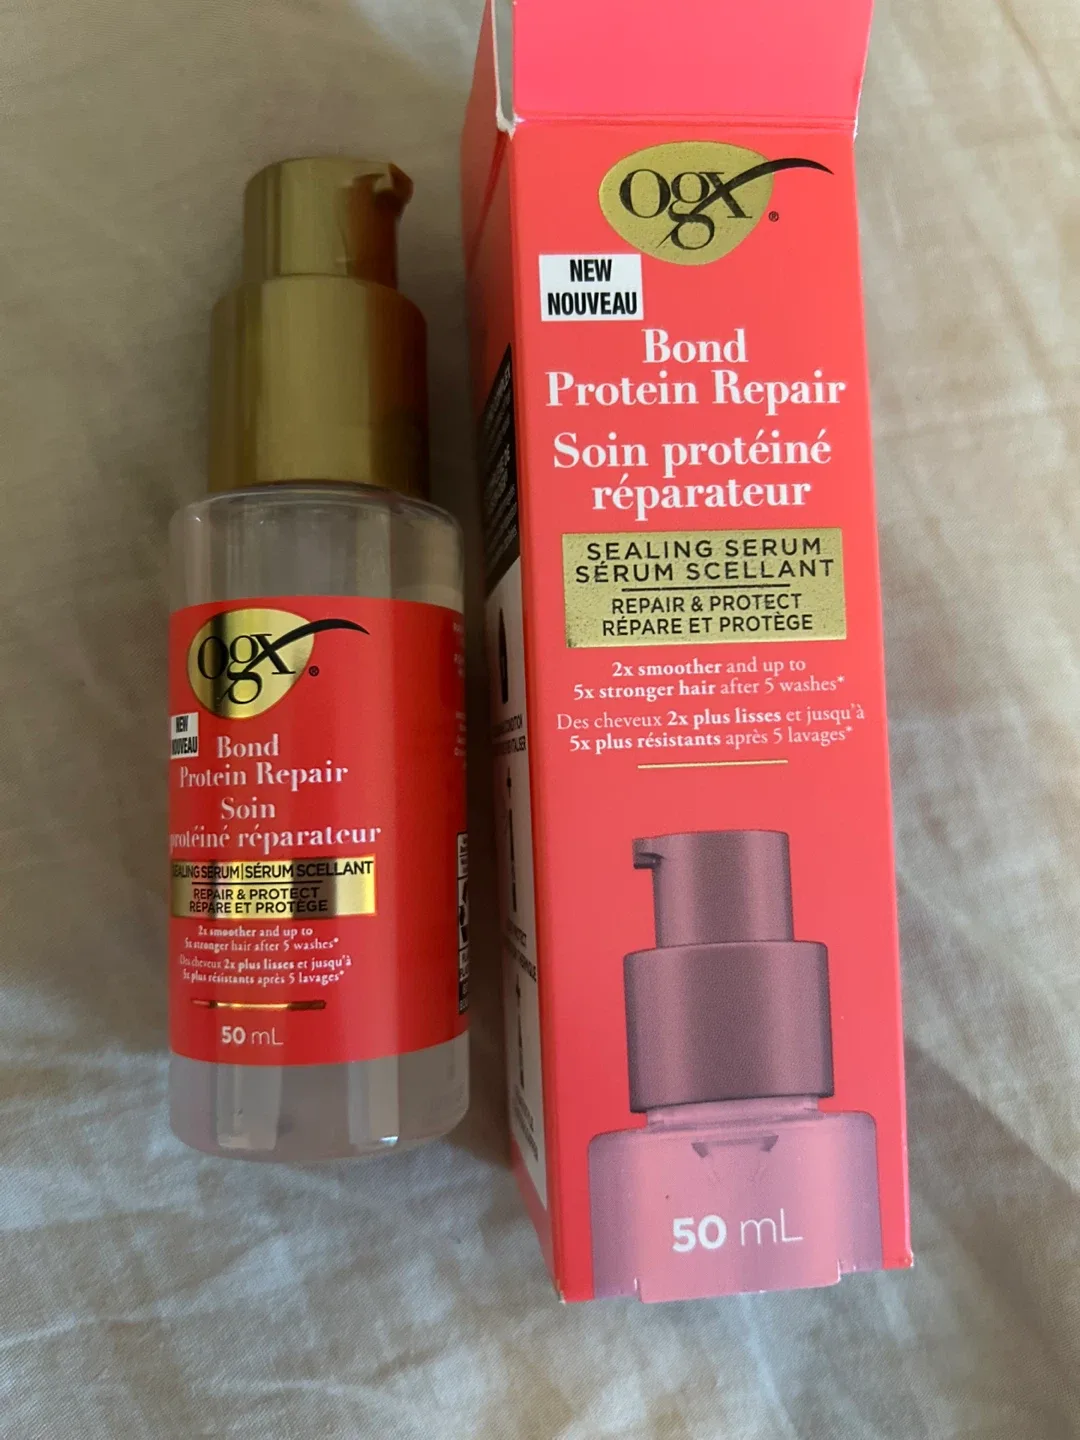 ogx®
NEW
NOUVEAU
Bond
Protein Repair
Soin
protéiné réparateur
SEALING SERUM|SÉRUM SCELLANT
REPAIR & PROTECT
RÉPARE ET PROTÈGE
2x smoother and up to
5x stronger hair after 5 washes*
Des cheveux 2x plus lisses et jusqu'à
5x plus résistants après 5 lavages*
50 mL
ogx®
NEW
NOUVEAU
Bond
Protein Repair
Soin protéiné
réparateur
SEALING SERUM
SÉRUM SCELLANT
REPAIR & PROTECT
RÉPARE ET PROTÈGE
2x smoother and up to
5x stronger hair after 5 washes*
Des cheveux 2x plus lisses et jusqu'à
5x plus résistants après 5 lavages*
50 mL